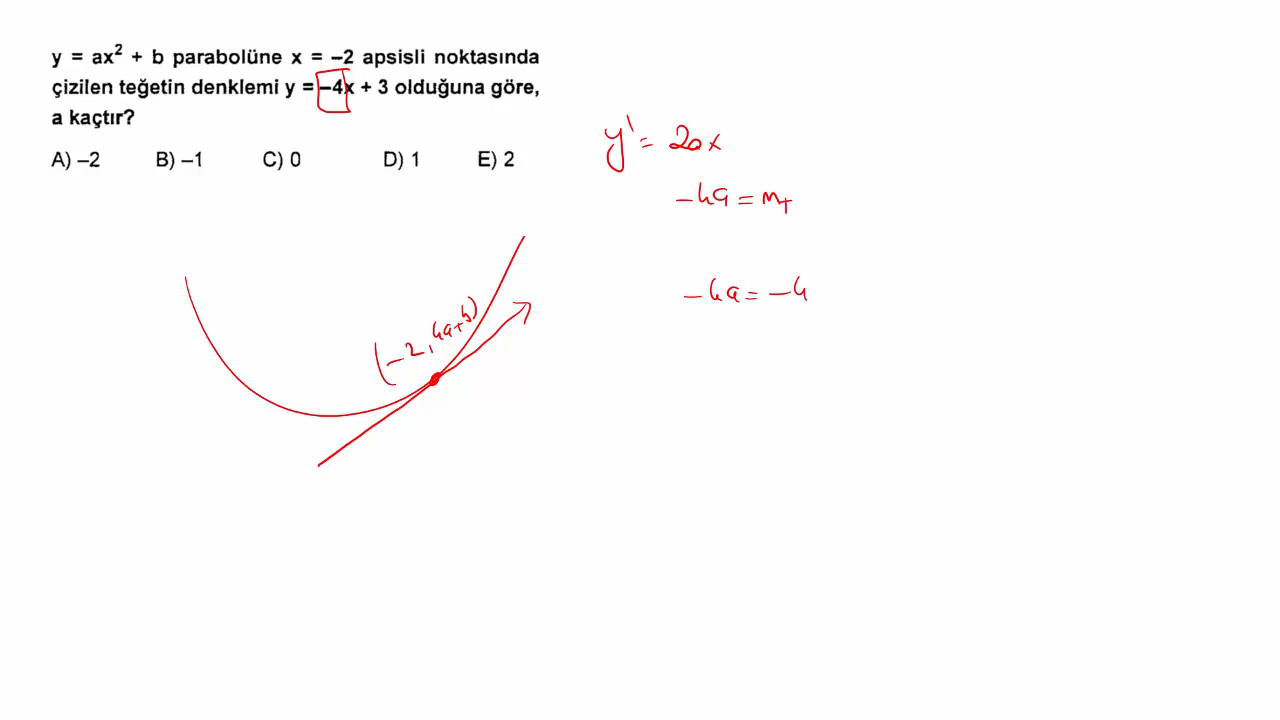 y = ax² + b parabolüne x = –2 apsisli noktasında
çizilen teğetin denklemi y = –4x + 3 olduğuna göre,
a kaçtır?
A) –2 B) –1 C) 0 D) 1 E) 2
y' = 2ax
–4a = mT
–4a = –4
(–2, 4a+b)